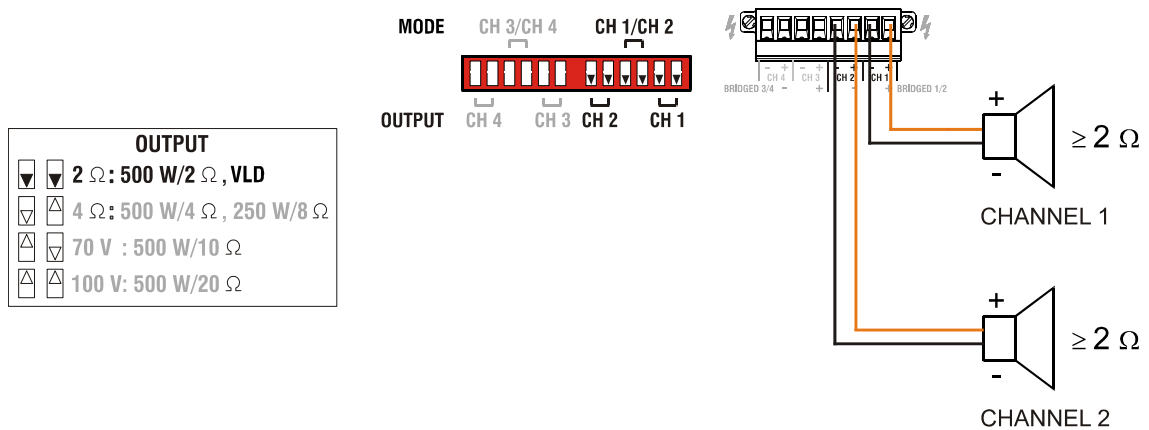 MODE CH 3/CH 4 CH 1/CH 2
OUTPUT CH 4 CH 3 CH 2 CH 1
- + - + - + - +
CH 4 CH 3 CH 2 CH 1
BRIDGED 3/4 - + - + BRIDGED 1/2
OUTPUT
2 Ω: 500 W/2 Ω , VLD
4 Ω: 500 W/4 Ω , 250 W/8 Ω
70 V : 500 W/10 Ω
100 V: 500 W/20 Ω
+
≥ 2 Ω
-
CHANNEL 1
+
≥ 2 Ω
-
CHANNEL 2